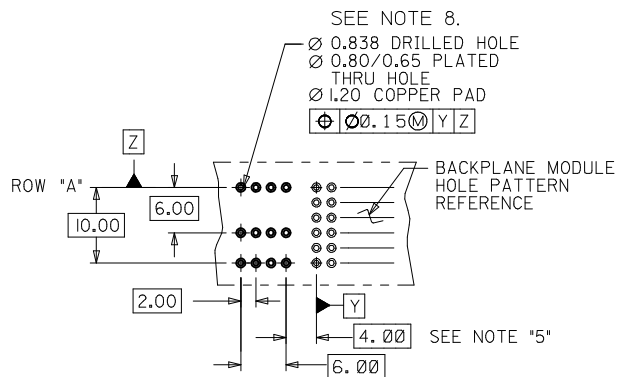 SEE NOTE 8.
Ø 0.838 DRILLED HOLE
Ø 0.80/0.65 PLATED
THRU HOLE
Ø 1.20 COPPER PAD
⌖ Ø0.15Ⓜ Y Z
Z
ROW "A"
BACKPLANE MODULE
HOLE PATTERN
REFERENCE
6.00
10.00
2.00
Y
4.00 SEE NOTE "5"
6.00